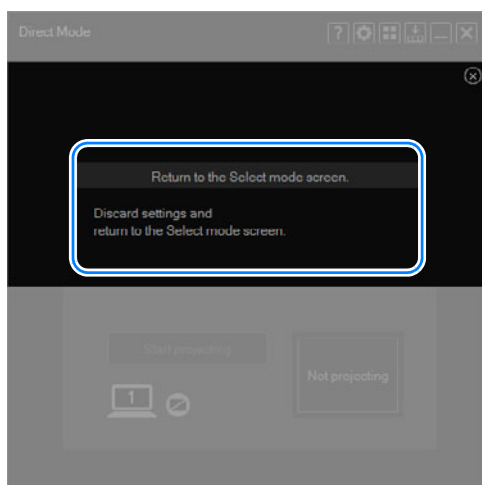 Direct Mode
?
Return to the Select mode screen.
Discard settings and
return to the Select mode screen.
Start projecting
Not projecting
1